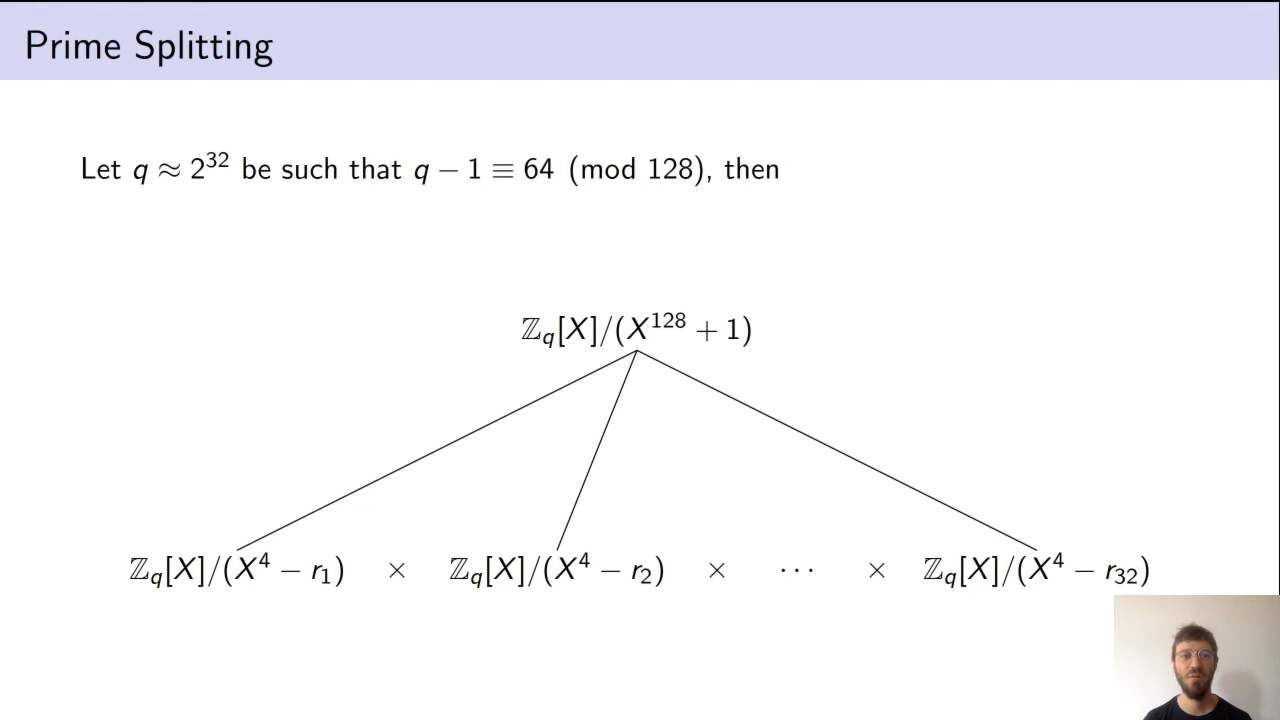 Prime Splitting
Let q ≈ 2³² be such that q − 1 ≡ 64 (mod 128), then
ℤ_q[X]/(X¹²⁸ + 1)
ℤ_q[X]/(X⁴ − r₁) × ℤ_q[X]/(X⁴ − r₂) × ⋯ × ℤ_q[X]/(X⁴ − r₃₂)